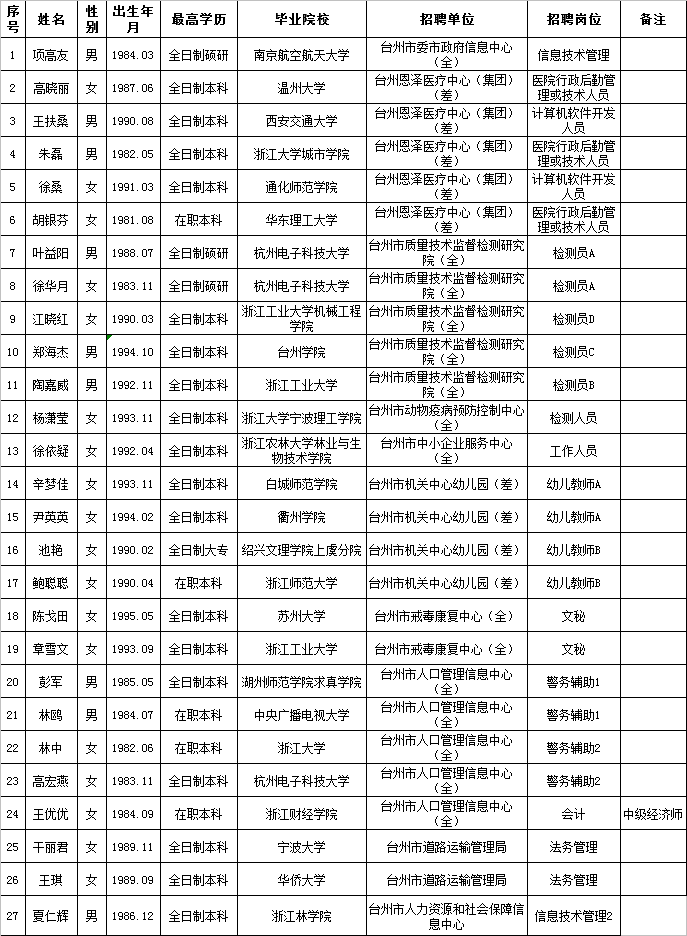 序号 姓名 性别 出生年月 最高学历 毕业院校 招聘单位 招聘岗位 备注
1 项高友 男 1984.03 全日制硕研 南京航空航天大学 台州市委市政府信息中心（全） 信息技术管理
2 高晓丽 女 1987.06 全日制本科 温州大学 台州恩泽医疗中心（集团）（差） 医院行政后勤管理或技术人员
3 王扶桑 男 1990.08 全日制本科 西安交通大学 台州恩泽医疗中心（集团）（差） 计算机软件开发人员
4 朱磊 男 1982.05 全日制本科 浙江大学城市学院 台州恩泽医疗中心（集团）（差） 医院行政后勤管理或技术人员
5 徐桑 女 1991.03 全日制本科 通化师范学院 台州恩泽医疗中心（集团）（差） 计算机软件开发人员
6 胡银芬 女 1981.08 在职本科 华东理工大学 台州恩泽医疗中心（集团）（差） 医院行政后勤管理或技术人员
7 叶益阳 男 1988.07 全日制硕研 杭州电子科技大学 台州市质量技术监督检测研究院（全） 检测员A
8 徐华月 女 1983.11 全日制硕研 杭州电子科技大学 台州市质量技术监督检测研究院（全） 检测员A
9 江晓红 女 1990.03 全日制本科 浙江工业大学机械工程学院 台州市质量技术监督检测研究院（全） 检测员D
10 郑海杰 男 1994.10 全日制本科 台州学院 台州市质量技术监督检测研究院（全） 检测员C
11 陶嘉威 男 1992.11 全日制本科 浙江工业大学 台州市质量技术监督检测研究院（全） 检测员B
12 杨潇莹 女 1993.11 全日制本科 浙江大学宁波理工学院 台州市动物疫病预防控制中心（全） 检测人员
13 徐依疑 女 1992.04 全日制本科 浙江农林大学林业与生物技术学院 台州市中小企业服务中心（全） 工作人员
14 辛梦佳 女 1993.11 全日制本科 白城师范学院 台州市机关中心幼儿园（差） 幼儿教师A
15 尹英英 女 1994.02 全日制本科 衢州学院 台州市机关中心幼儿园（差） 幼儿教师A
16 池艳 女 1990.02 全日制大专 绍兴文理学院上虞分院 台州市机关中心幼儿园（差） 幼儿教师B
17 鲍聪聪 女 1990.04 在职本科 浙江师范大学 台州市机关中心幼儿园（差） 幼儿教师B
18 陈戈田 女 1995.05 全日制本科 苏州大学 台州市戒毒康复中心（全） 文秘
19 章雪文 女 1993.09 全日制本科 浙江工业大学 台州市戒毒康复中心（全） 文秘
20 彭军 男 1985.05 全日制本科 湖州师范学院求真学院 台州市人口管理信息中心（全） 警务辅助1
21 林鸥 男 1984.07 在职本科 中央广播电视大学 台州市人口管理信息中心（全） 警务辅助1
22 林中 女 1982.06 在职本科 浙江大学 台州市人口管理信息中心（全） 警务辅助2
23 高宏燕 女 1983.11 全日制本科 杭州电子科技大学 台州市人口管理信息中心（全） 警务辅助2
24 王优优 女 1984.09 在职本科 浙江财经学院 台州市人口管理信息中心（全） 会计 中级经济师
25 干丽君 女 1989.11 全日制本科 宁波大学 台州市道路运输管理局 法务管理
26 王琪 女 1989.09 全日制本科 华侨大学 台州市道路运输管理局 法务管理
27 夏仁辉 男 1986.12 全日制本科 浙江林学院 台州市人力资源和社会保障信息中心 信息技术管理2